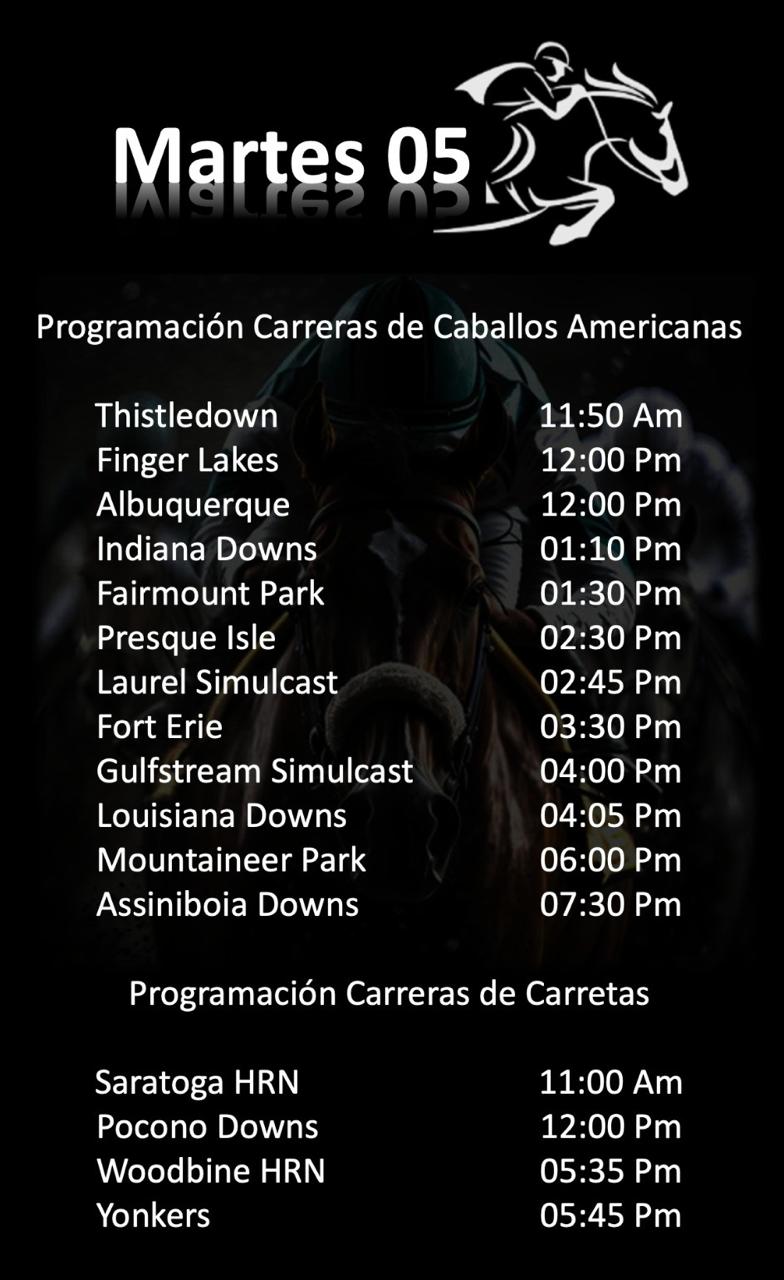 Martes 05
Programación Carreras de Caballos Americanas
Thistledown 11:50 Am
Finger Lakes 12:00 Pm
Albuquerque 12:00 Pm
Indiana Downs 01:10 Pm
Fairmount Park 01:30 Pm
Presque Isle 02:30 Pm
Laurel Simulcast 02:45 Pm
Fort Erie 03:30 Pm
Gulfstream Simulcast 04:00 Pm
Louisiana Downs 04:05 Pm
Mountaineer Park 06:00 Pm
Assiniboia Downs 07:30 Pm
Programación Carreras de Carretas
Saratoga HRN 11:00 Am
Pocono Downs 12:00 Pm
Woodbine HRN 05:35 Pm
Yonkers 05:45 Pm